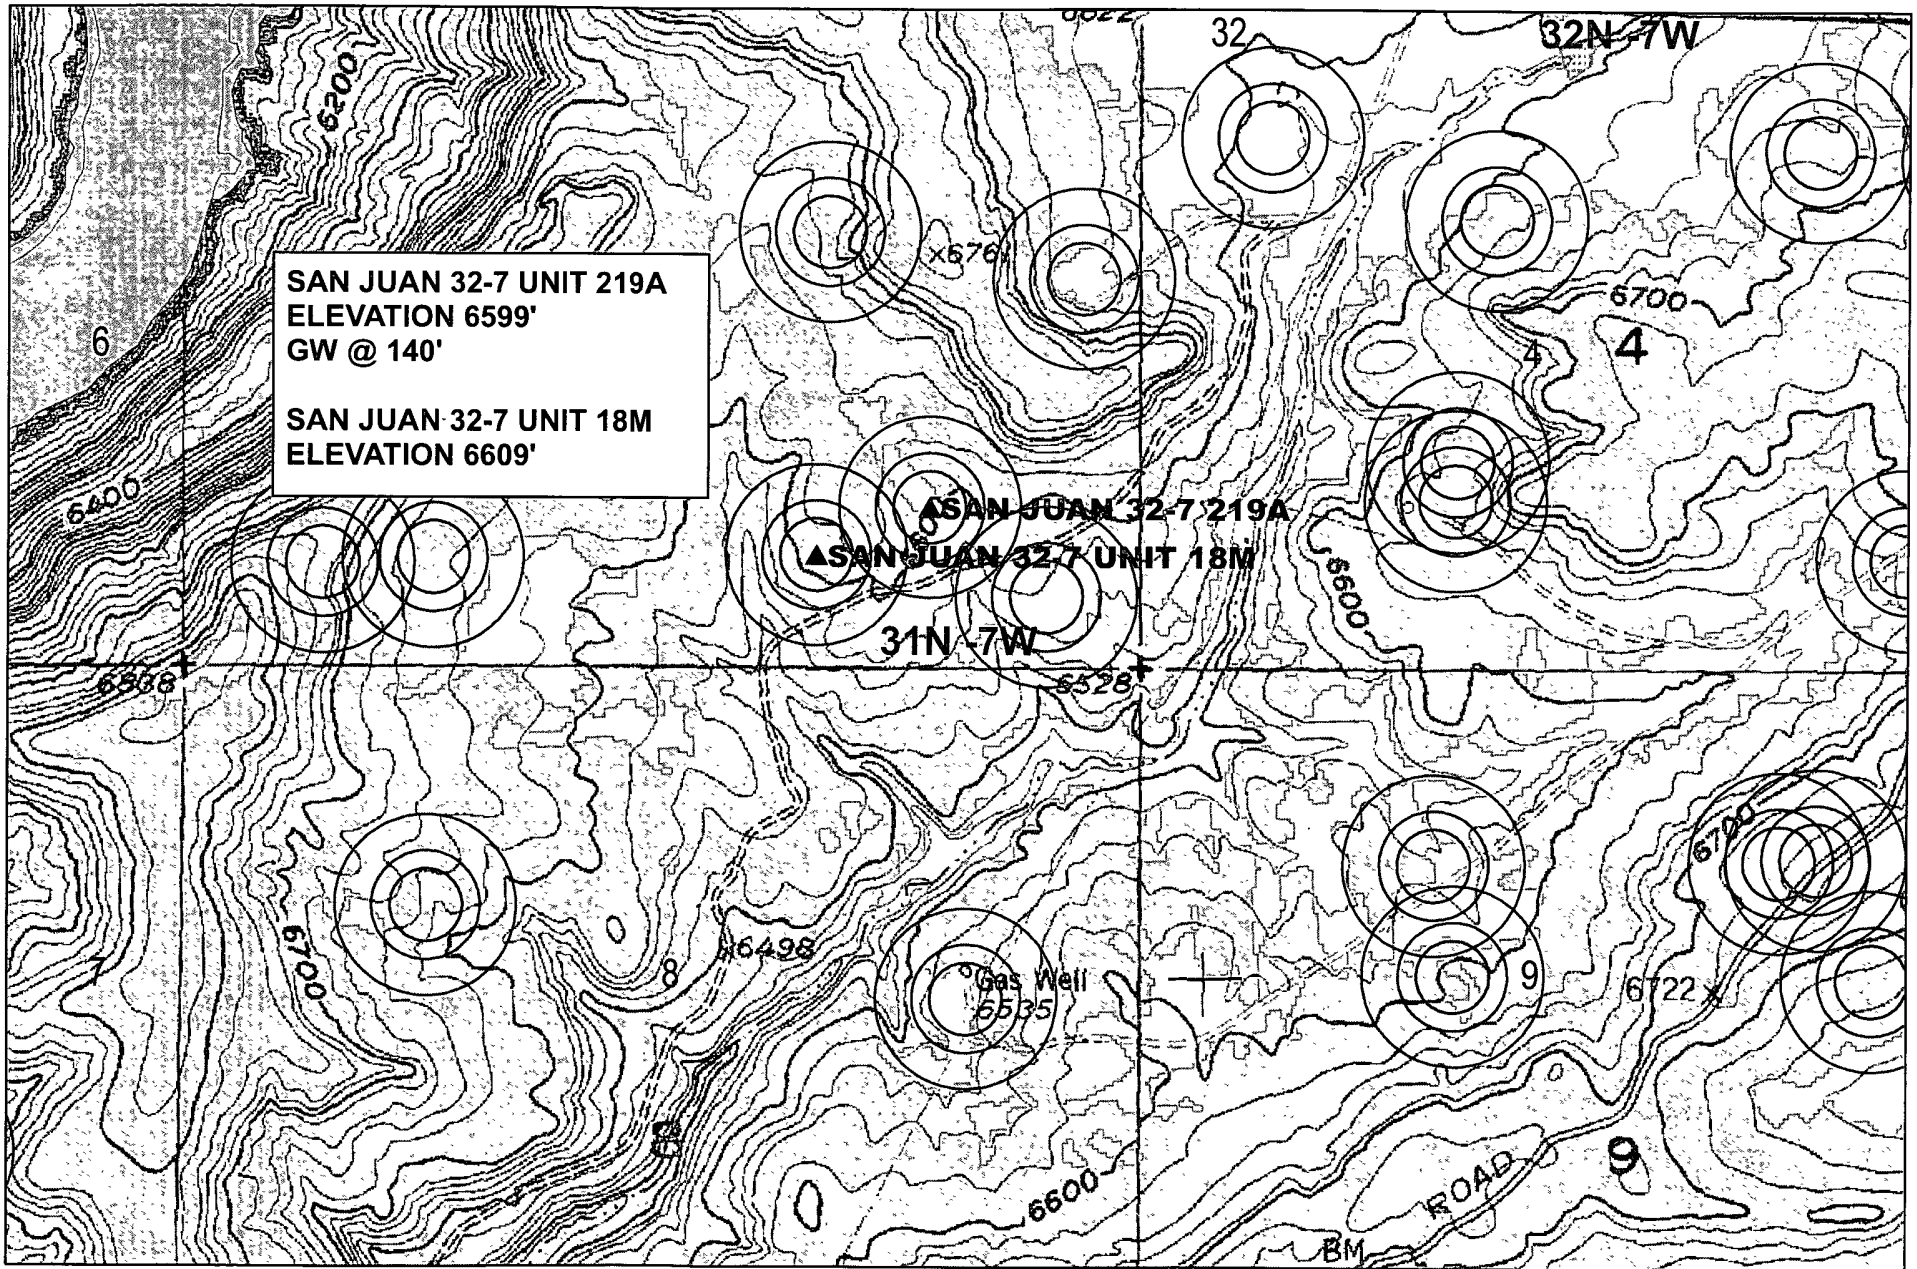 32
32N -7W
6200
x676
SAN JUAN 32-7 UNIT 219A
ELEVATION 6599'
GW @ 140'
SAN JUAN 32-7 UNIT 18M
ELEVATION 6609'
6700
6
4
4
6400
SAN JUAN 32-7 219A
SAN JUAN 32-7 UNIT 18M
6600
31N -7W
6528
6700
6700
x6498
7
8
Gas Well
6535
9
6722 x
8
9
ROAD
6600
BM